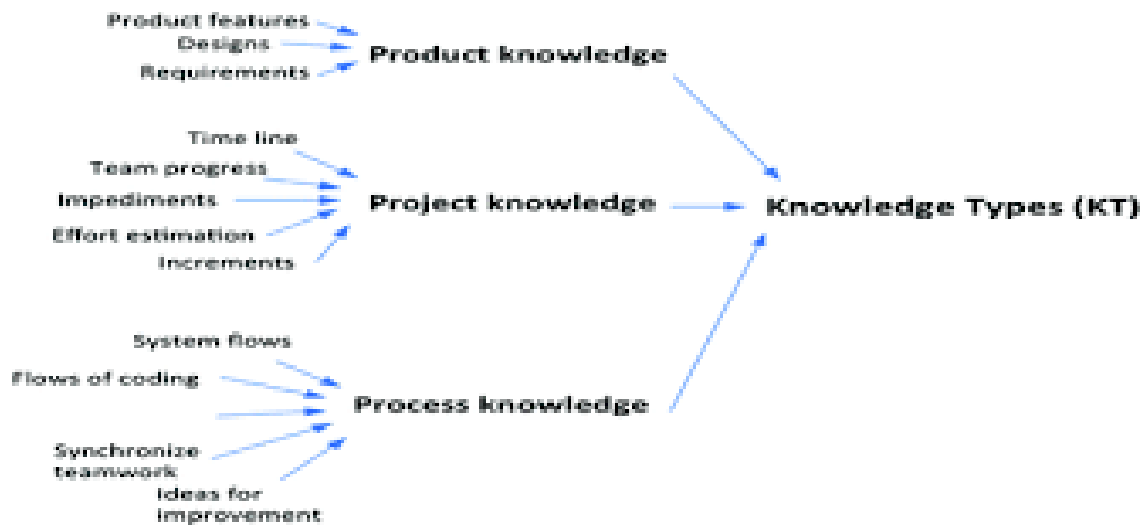 Product features
Designs
Requirements
Product knowledge
Time line
Team progress
Impediments
Effort estimation
Increments
Project knowledge
Knowledge Types (KT)
System flows
Flows of coding
Synchronize
teamwork
Ideas for
improvement
Process knowledge